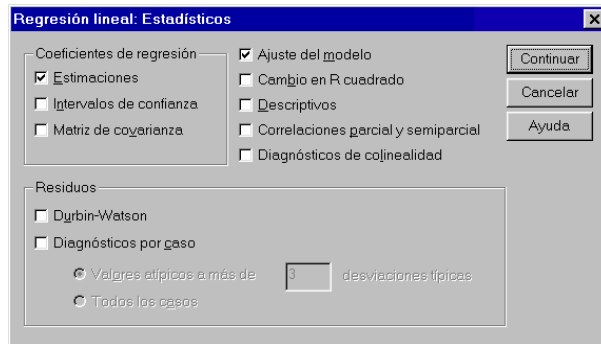 Regresión lineal: Estadísticos
Coeficientes de regresión
Estimaciones
Intervalos de confianza
Matriz de covarianza
Ajuste del modelo
Cambio en R cuadrado
Descriptivos
Correlaciones parcial y semiparcial
Diagnósticos de colinealidad
Continuar
Cancelar
Ayuda
Residuos
Durbin-Watson
Diagnósticos por caso
Valores atípicos a más de 3 desviaciones típicas
Todos los casos